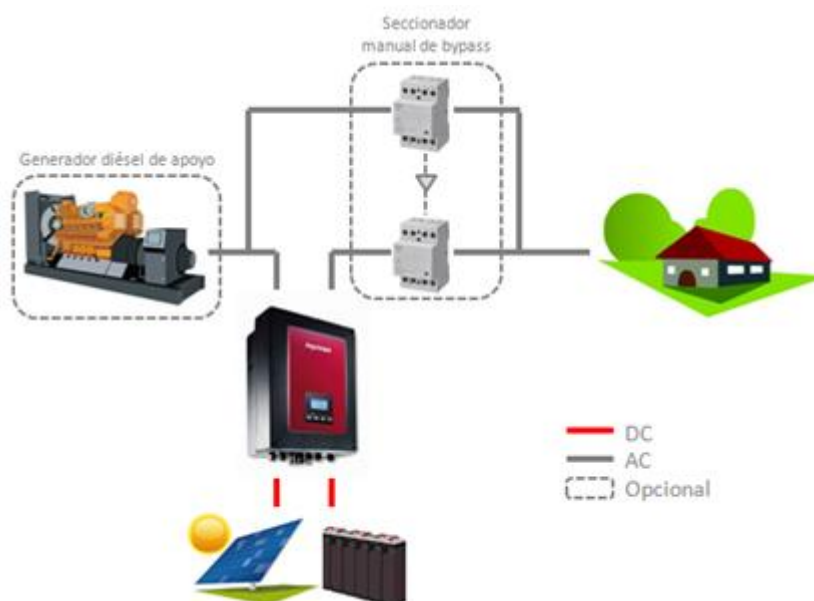 Seccionador
manual de bypass
Generador diésel de apoyo
DC
AC
Opcional